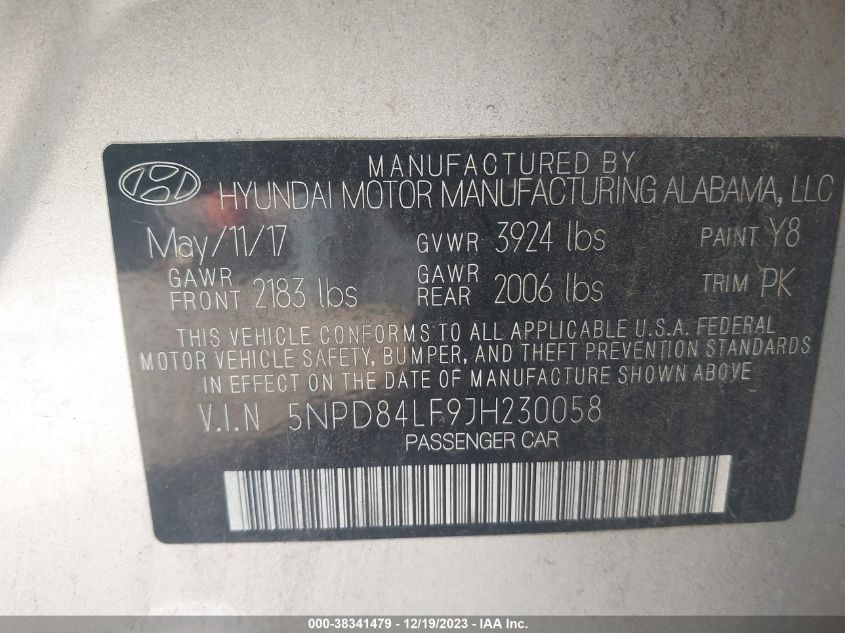 MANUFACTURED BY
HYUNDAI MOTOR MANUFACTURING ALABAMA, LLC
May/11/17 GVWR 3924 lbs PAINT Y8
GAWR FRONT 2183 lbs GAWR REAR 2006 lbs TRIM PK
THIS VEHICLE CONFORMS TO ALL APPLICABLE U.S.A. FEDERAL
MOTOR VEHICLE SAFETY, BUMPER, AND THEFT PREVENTION STANDARDS
IN EFFECT ON THE DATE OF MANUFACTURE SHOWN ABOVE
V.I.N 5NPD84LF9JH230058
PASSENGER CAR
000-38341479 - 12/19/2023 - IAA Inc.